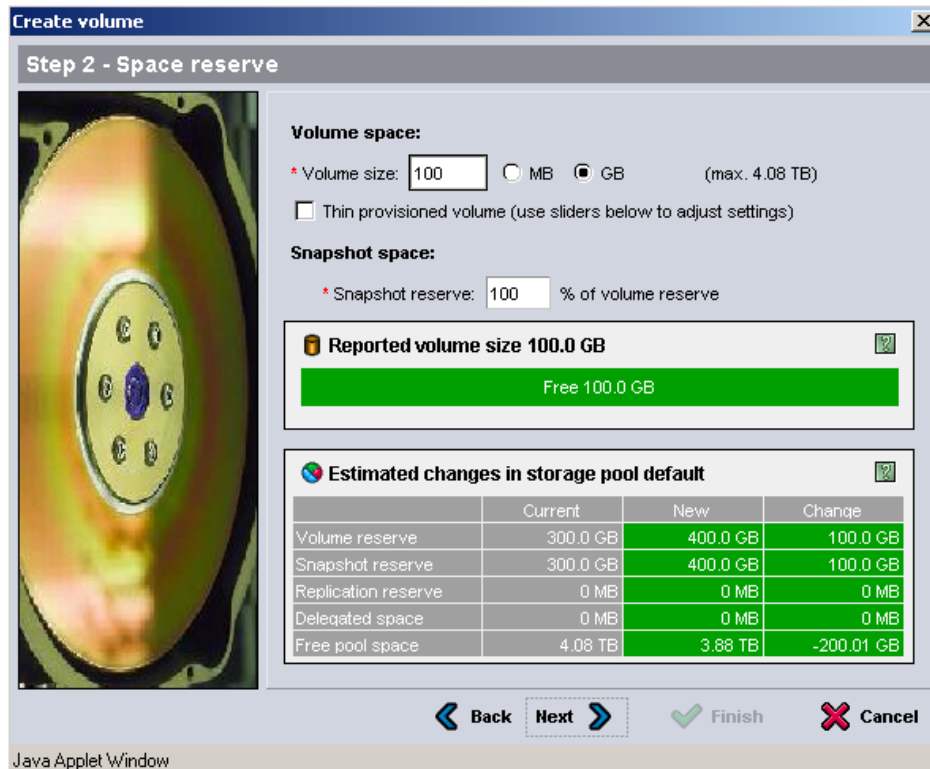 Create volume
Step 2 - Space reserve
Volume space:
* Volume size: 100 MB GB (max. 4.08 TB)
Thin provisioned volume (use sliders below to adjust settings)
Snapshot space:
* Snapshot reserve: 100 % of volume reserve
Reported volume size 100.0 GB ?
Free 100.0 GB
Estimated changes in storage pool default ?
Current New Change
Volume reserve 300.0 GB 400.0 GB 100.0 GB
Snapshot reserve 300.0 GB 400.0 GB 100.0 GB
Replication reserve 0 MB 0 MB 0 MB
Delegated space 0 MB 0 MB 0 MB
Free pool space 4.08 TB 3.88 TB -200.01 GB
Back Next Finish Cancel
Java Applet Window